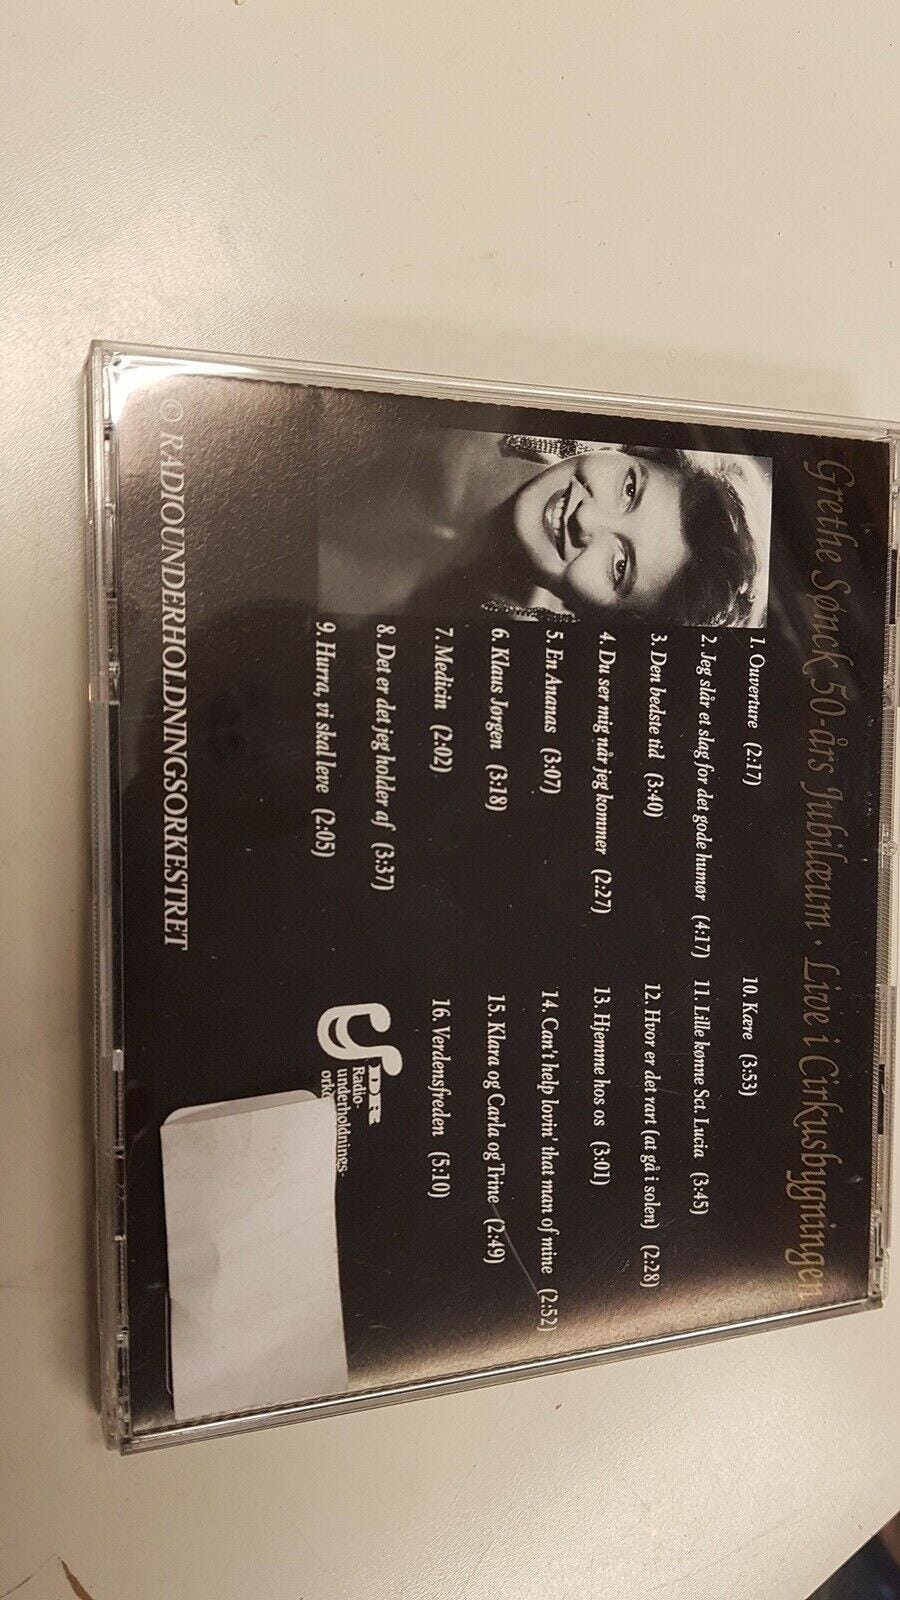 Grethe Sønck 50-års Jubilæum · Live i Cirkusbygningen
1. Ouverture (2:17)
2. Jeg slår et slag for det gode humør (4:17)
3. Den bedste tid (3:40)
4. Du ser mig når jeg kommer (2:27)
5. En Ananas (3:07)
6. Klaus Jorgen (3:18)
7. Medicin (2:02)
8. Det er det jeg holder af (3:37)
9. Hurra, vi skal leve (2:05)
10. Kære (3:53)
11. Lille kønne Sct. Lucia (3:45)
12. Hvor er det rart (at gå i solen) (2:28)
13. Hjemme hos os (3:01)
14. Can't help lovin' that man of mine (2:52)
15. Klara og Carla og Trine (2:49)
16. Verdensfreden (5:10)
DR
Radio-
underholdnings-
© RADIOUNDERHOLDNINGSORKESTRET